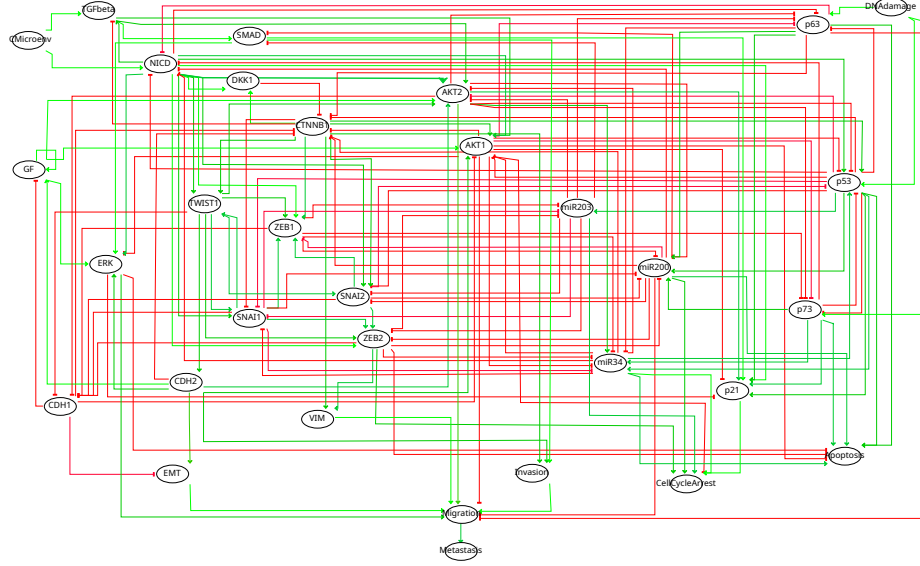 TGFbeta
DNAdamage
p63
CMicroenv
SMAD
NICD
DKK1
AKT2
CTNNB1
AKT1
GF
p53
TWIST1
miR203
ZEB1
ERK
miR200
SNAI2
p73
SNAI1
ZEB2
miR34
CDH2
p21
CDH1
VIM
Apoptosis
EMT
Invasion
CellCycleArrest
Migration
Metastasis